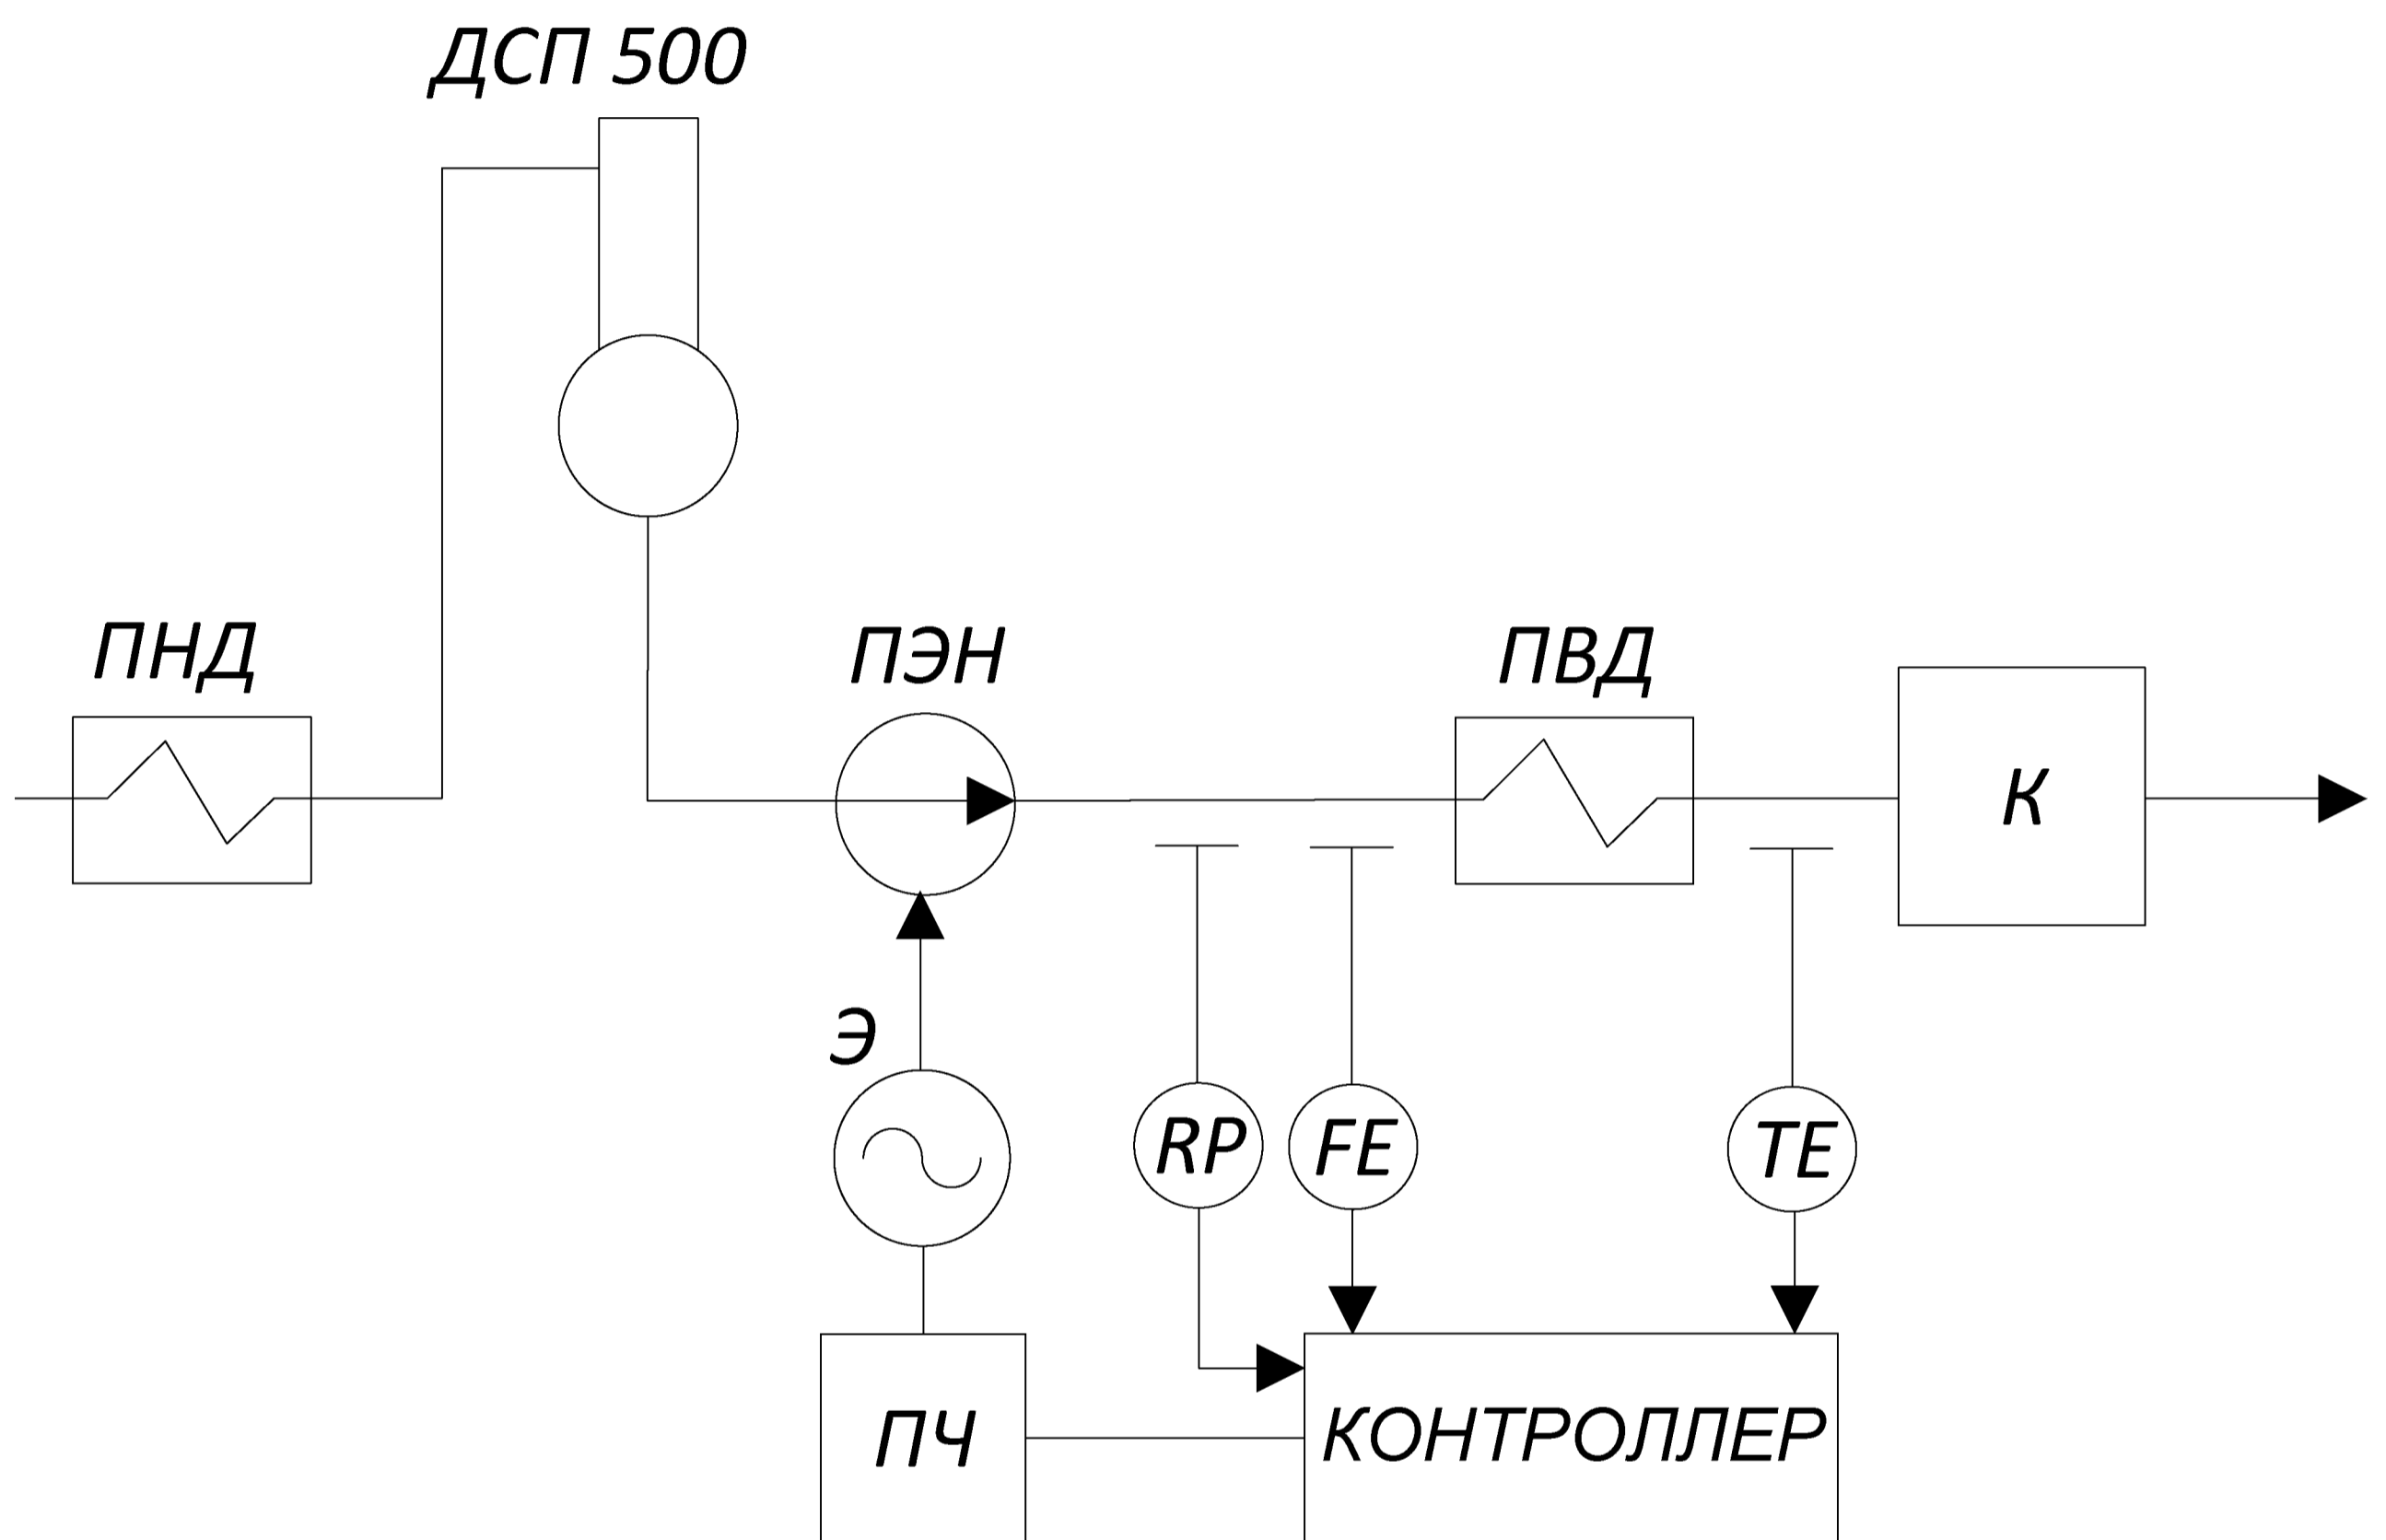 ДСП 500
ПНД
ПЭН
ПВД
К
Э
RP
FE
TE
ПЧ
КОНТРОЛЛЕР